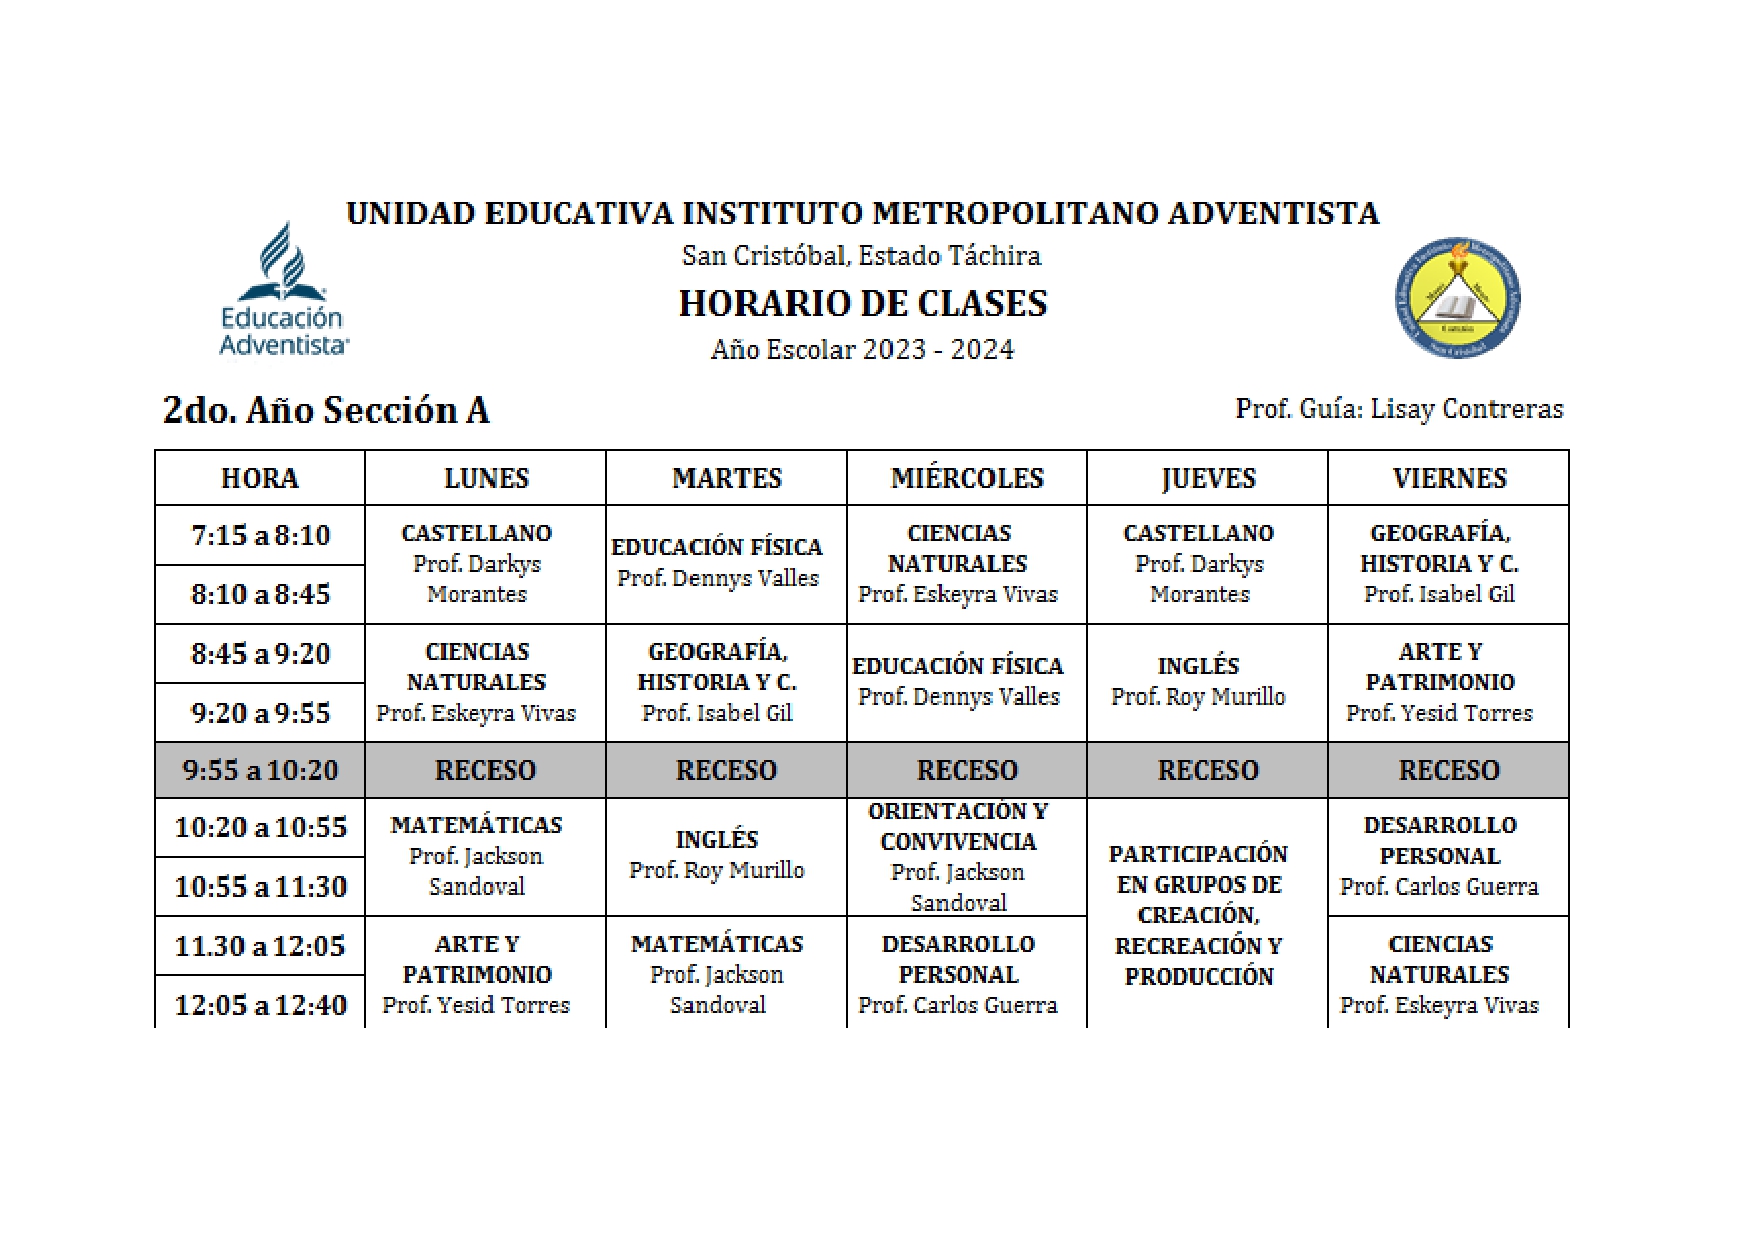 UNIDAD EDUCATIVA INSTITUTO METROPOLITANO ADVENTISTA
San Cristóbal, Estado Táchira
HORARIO DE CLASES
Año Escolar 2023 - 2024
Educación
Adventista
2do. Año Sección A
Prof. Guía: Lisay Contreras
HORA LUNES MARTES MIÉRCOLES JUEVES VIERNES
7:15 a 8:10
8:10 a 8:45
CASTELLANO
Prof. Darkys
Morantes
EDUCACIÓN FÍSICA
Prof. Dennys Valles
CIENCIAS
NATURALES
Prof. Eskeyra Vivas
CASTELLANO
Prof. Darkys
Morantes
GEOGRAFÍA,
HISTORIA Y C.
Prof. Isabel Gil
8:45 a 9:20
9:20 a 9:55
CIENCIAS
NATURALES
Prof. Eskeyra Vivas
GEOGRAFÍA,
HISTORIA Y C.
Prof. Isabel Gil
EDUCACIÓN FÍSICA
Prof. Dennys Valles
INGLÉS
Prof. Roy Murillo
ARTE Y
PATRIMONIO
Prof. Yesid Torres
9:55 a 10:20 RECESO RECESO RECESO RECESO RECESO
10:20 a 10:55
10:55 a 11:30
MATEMÁTICAS
Prof. Jackson
Sandoval
INGLÉS
Prof. Roy Murillo
ORIENTACIÓN Y
CONVIVENCIA
Prof. Jackson
Sandoval
PARTICIPACIÓN
EN GRUPOS DE
CREACIÓN,
RECREACIÓN Y
PRODUCCIÓN
DESARROLLO
PERSONAL
Prof. Carlos Guerra
11.30 a 12:05
12:05 a 12:40
ARTE Y
PATRIMONIO
Prof. Yesid Torres
MATEMÁTICAS
Prof. Jackson
Sandoval
DESARROLLO
PERSONAL
Prof. Carlos Guerra
CIENCIAS
NATURALES
Prof. Eskeyra Vivas